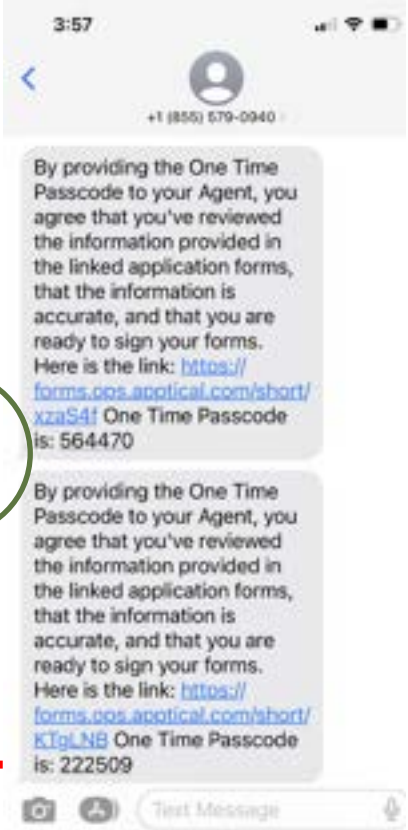 3:57
+1 (855) 579-0940
By providing the One Time
Passcode to your Agent, you
agree that you've reviewed
the information provided in
the linked application forms,
that the information is
accurate, and that you are
ready to sign your forms.
Here is the link: https://
forms.ops.apptical.com/short/
xzaS4f One Time Passcode
is: 564470
By providing the One Time
Passcode to your Agent, you
agree that you've reviewed
the information provided in
the linked application forms,
that the information is
accurate, and that you are
ready to sign your forms.
Here is the link: https://
forms.ops.apptical.com/short/
KTgLNB One Time Passcode
is: 222509
Text Message